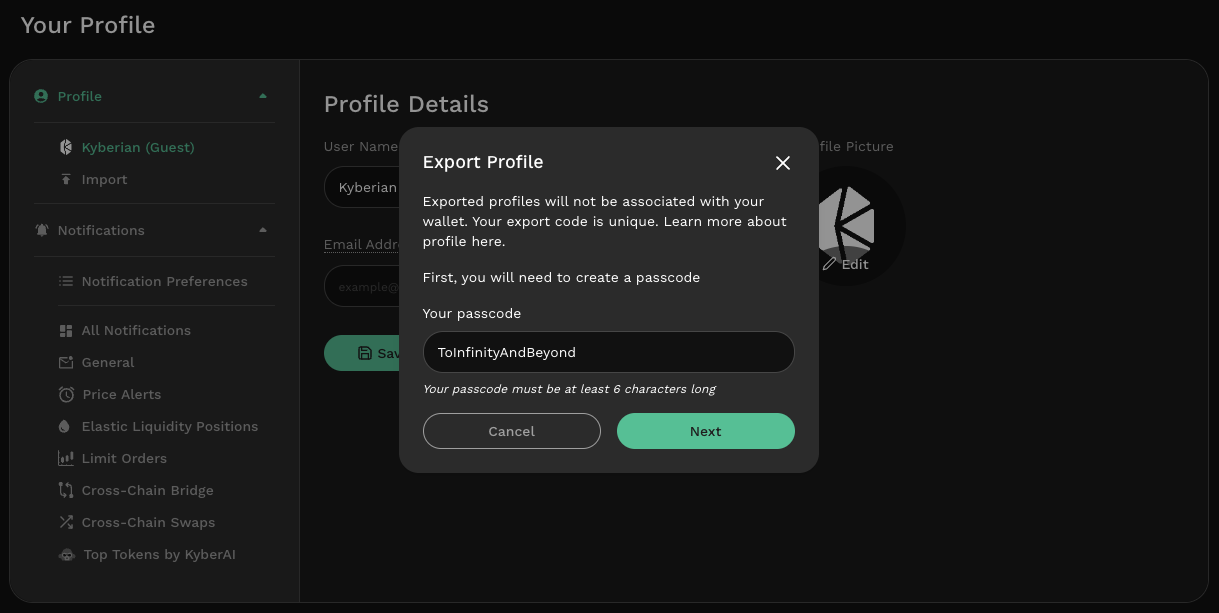 Your Profile
Profile
Kyberian (Guest)
Import
Notifications
Notification Preferences
All Notifications
General
Price Alerts
Elastic Liquidity Positions
Limit Orders
Cross-Chain Bridge
Cross-Chain Swaps
Top Tokens by KyberAI
Profile Details
User Name
Kyberian
Email Addr
example@
Sav
file Picture
Edit
Export Profile
Exported profiles will not be associated with your
wallet. Your export code is unique. Learn more about
profile here.
First, you will need to create a passcode
Your passcode
ToInfinityAndBeyond
Your passcode must be at least 6 characters long
Cancel
Next